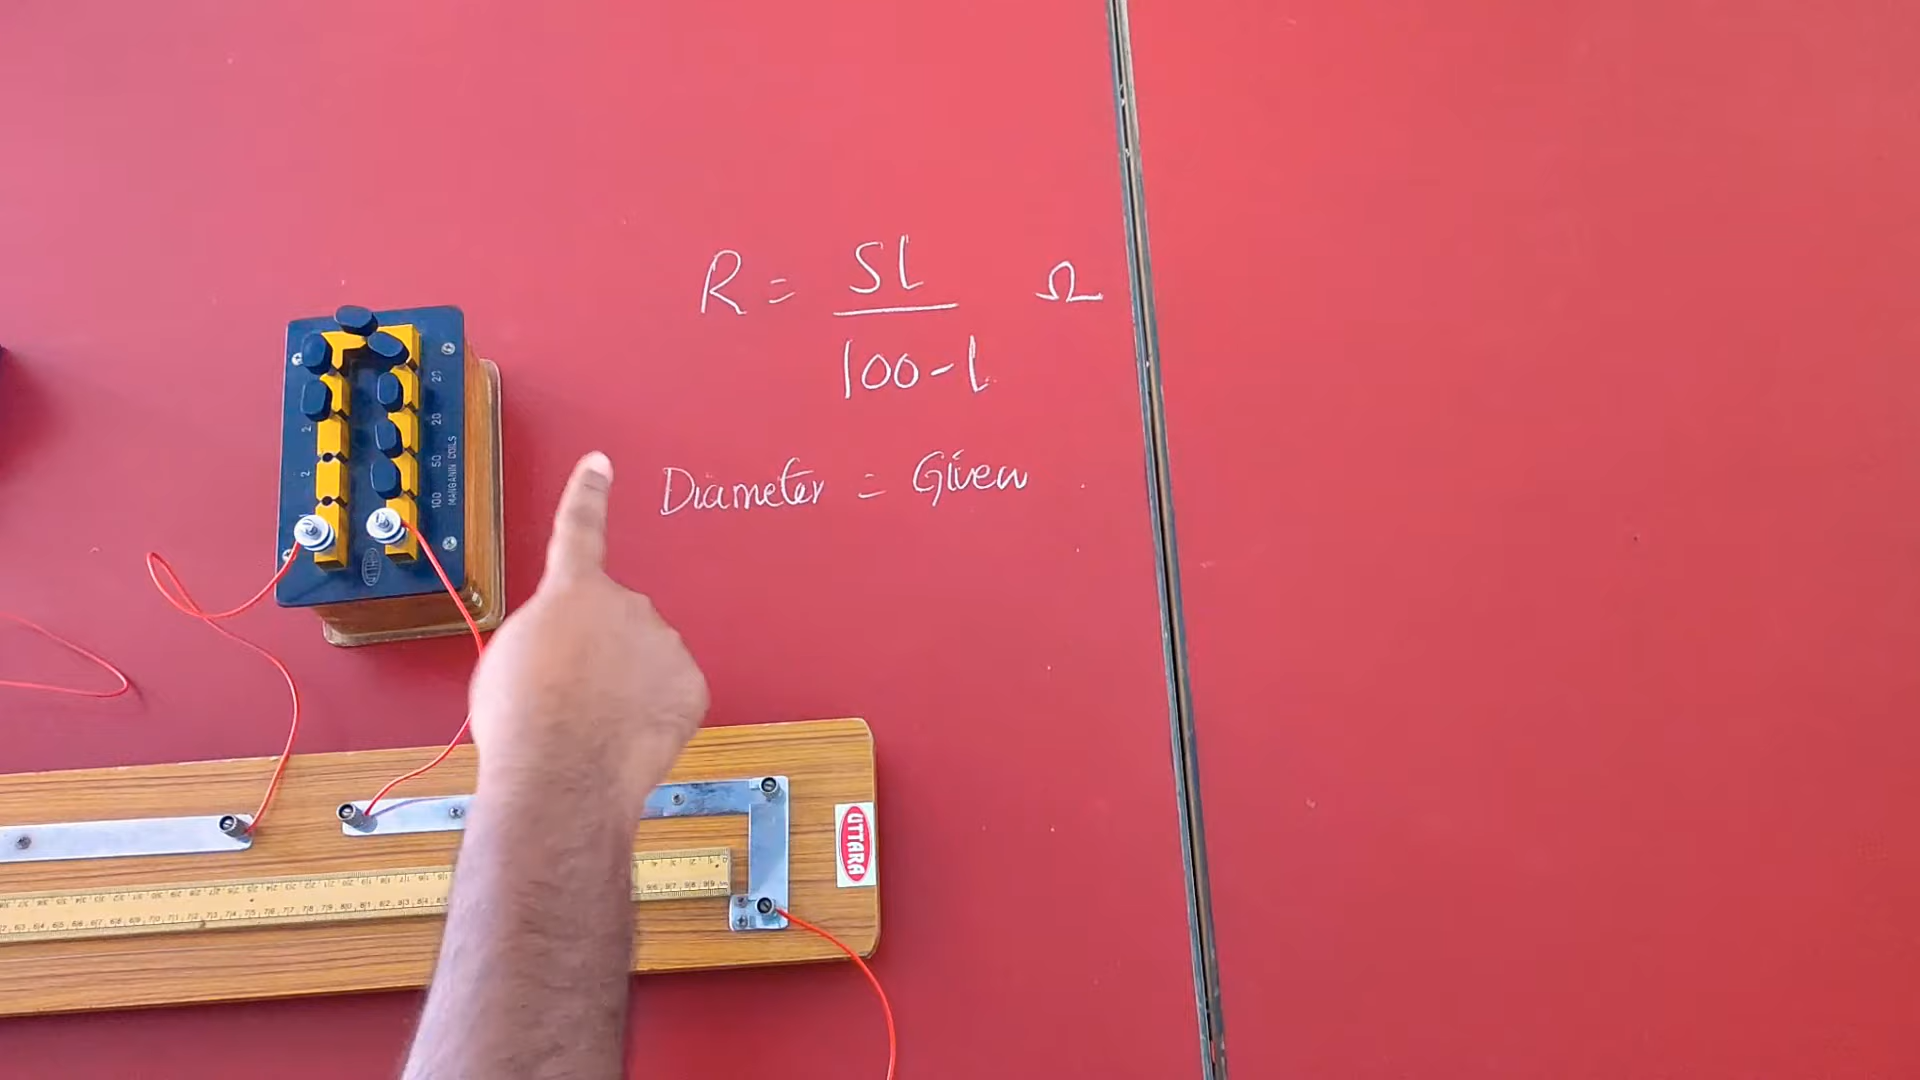 R = Sl / 100-l Ω
Diameter = Given
20
20
50
100
2
2
MANGANIN COILS
UTTARA